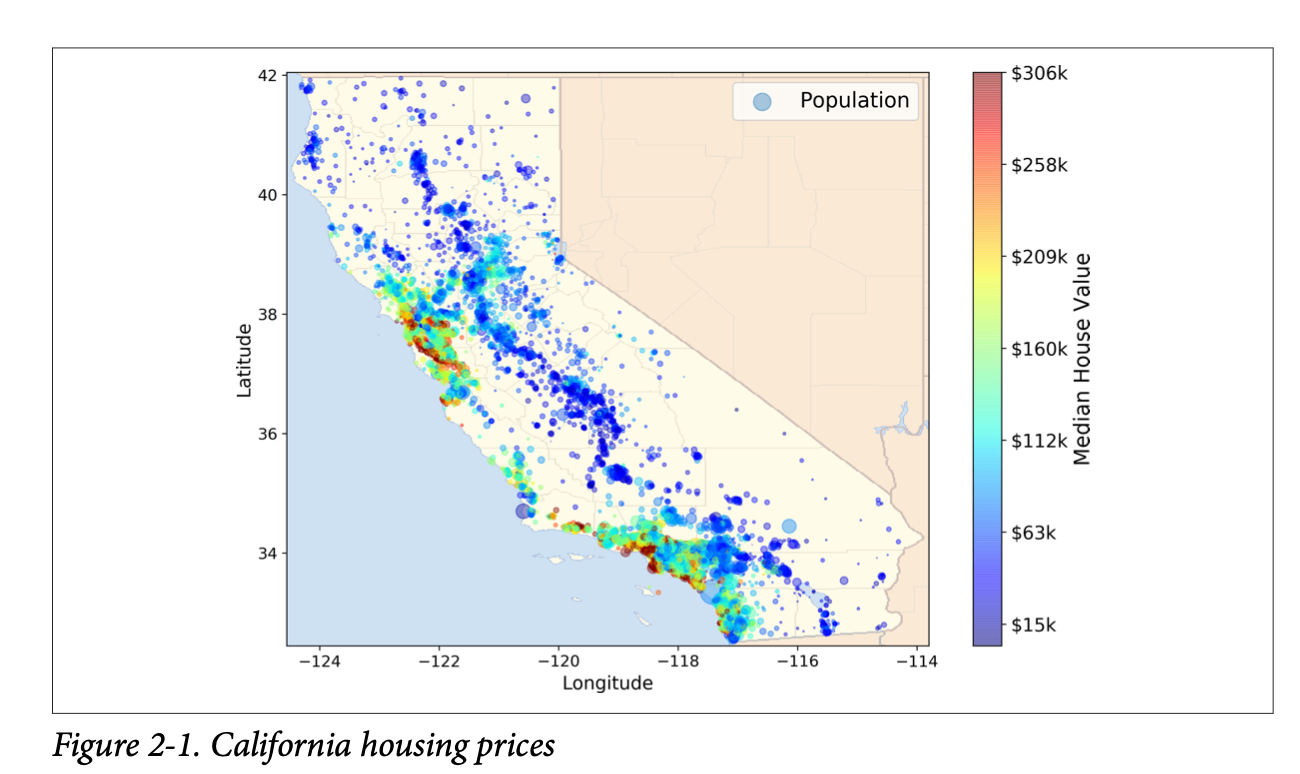 42
40
38
36
34
Latitude
−124
−122
−120
−118
−116
−114
Longitude
Population
$306k
$258k
$209k
$160k
$112k
$63k
$15k
Median House Value
Figure 2-1. California housing prices